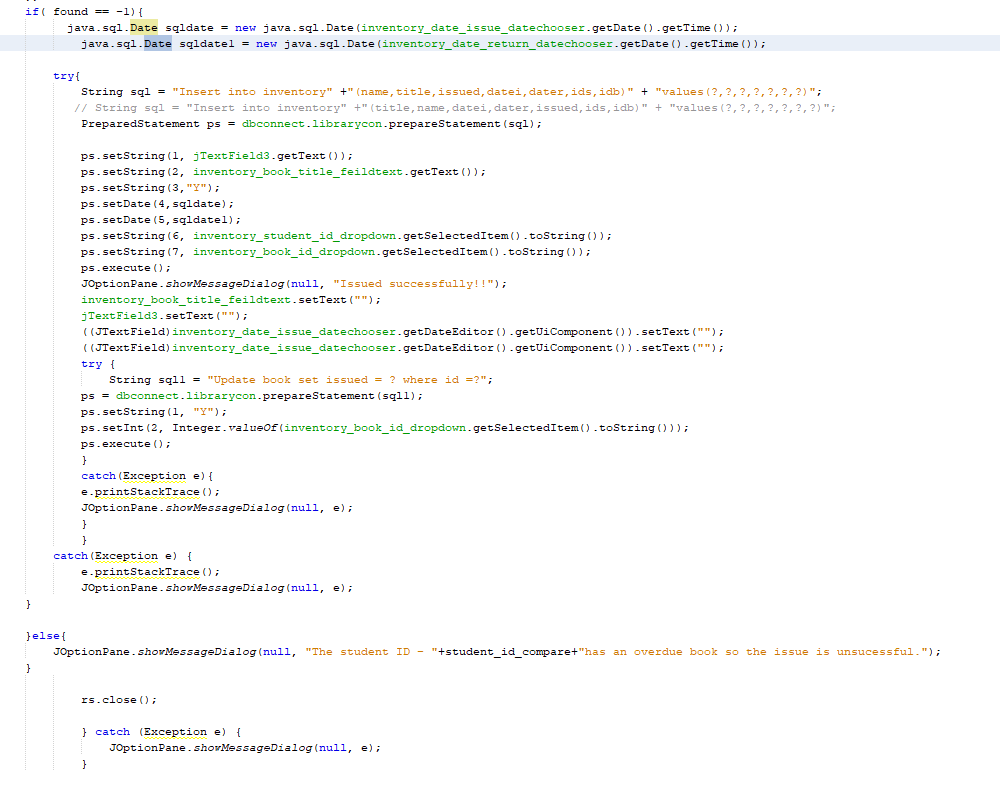 if( found == -1){
java.sql.Date sqldate = new java.sql.Date(inventory_date_issue_datechooser.getDate().getTime());
java.sql.Date sqldate1 = new java.sql.Date(inventory_date_return_datechooser.getDate().getTime());
try{
String sql = "Insert into inventory" +"(name,title,issued,datei,dater,ids,idb)" + "values(?,?,?,?,?,?,?)";
// String sql = "Insert into inventory" +"(title,name,datei,dater,issued,ids,idb)" + "values(?,?,?,?,?,?,?)";
PreparedStatement ps = dbconnect.librarycon.prepareStatement(sql);
ps.setString(1, jTextField3.getText());
ps.setString(2, inventory_book_title_feildtext.getText());
ps.setString(3,"Y");
ps.setDate(4,sqldate);
ps.setDate(5,sqldate1);
ps.setString(6, inventory_student_id_dropdown.getSelectedItem().toString());
ps.setString(7, inventory_book_id_dropdown.getSelectedItem().toString());
ps.execute();
JOptionPane.showMessageDialog(null, "Issued successfully!!");
inventory_book_title_feildtext.setText("");
jTextField3.setText("");
((JTextField)inventory_date_issue_datechooser.getDateEditor().getUiComponent()).setText("");
((JTextField)inventory_date_issue_datechooser.getDateEditor().getUiComponent()).setText("");
try {
String sql1 = "Update book set issued = ? where id =?";
ps = dbconnect.librarycon.prepareStatement(sql1);
ps.setString(1, "Y");
ps.setInt(2, Integer.valueOf(inventory_book_id_dropdown.getSelectedItem().toString()));
ps.execute();
}
catch(Exception e){
e.printStackTrace();
JOptionPane.showMessageDialog(null, e);
}
}
catch(Exception e) {
e.printStackTrace();
JOptionPane.showMessageDialog(null, e);
}
}else{
JOptionPane.showMessageDialog(null, "The student ID - "+student_id_compare+"has an overdue book so the issue is unsucessful.");
}
rs.close();
} catch (Exception e) {
JOptionPane.showMessageDialog(null, e);
}